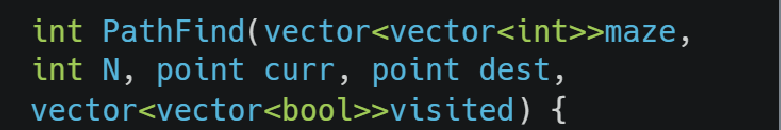 int PathFind(vector<vector<int>>maze,
int N, point curr, point dest,
vector<vector<bool>>visited) {